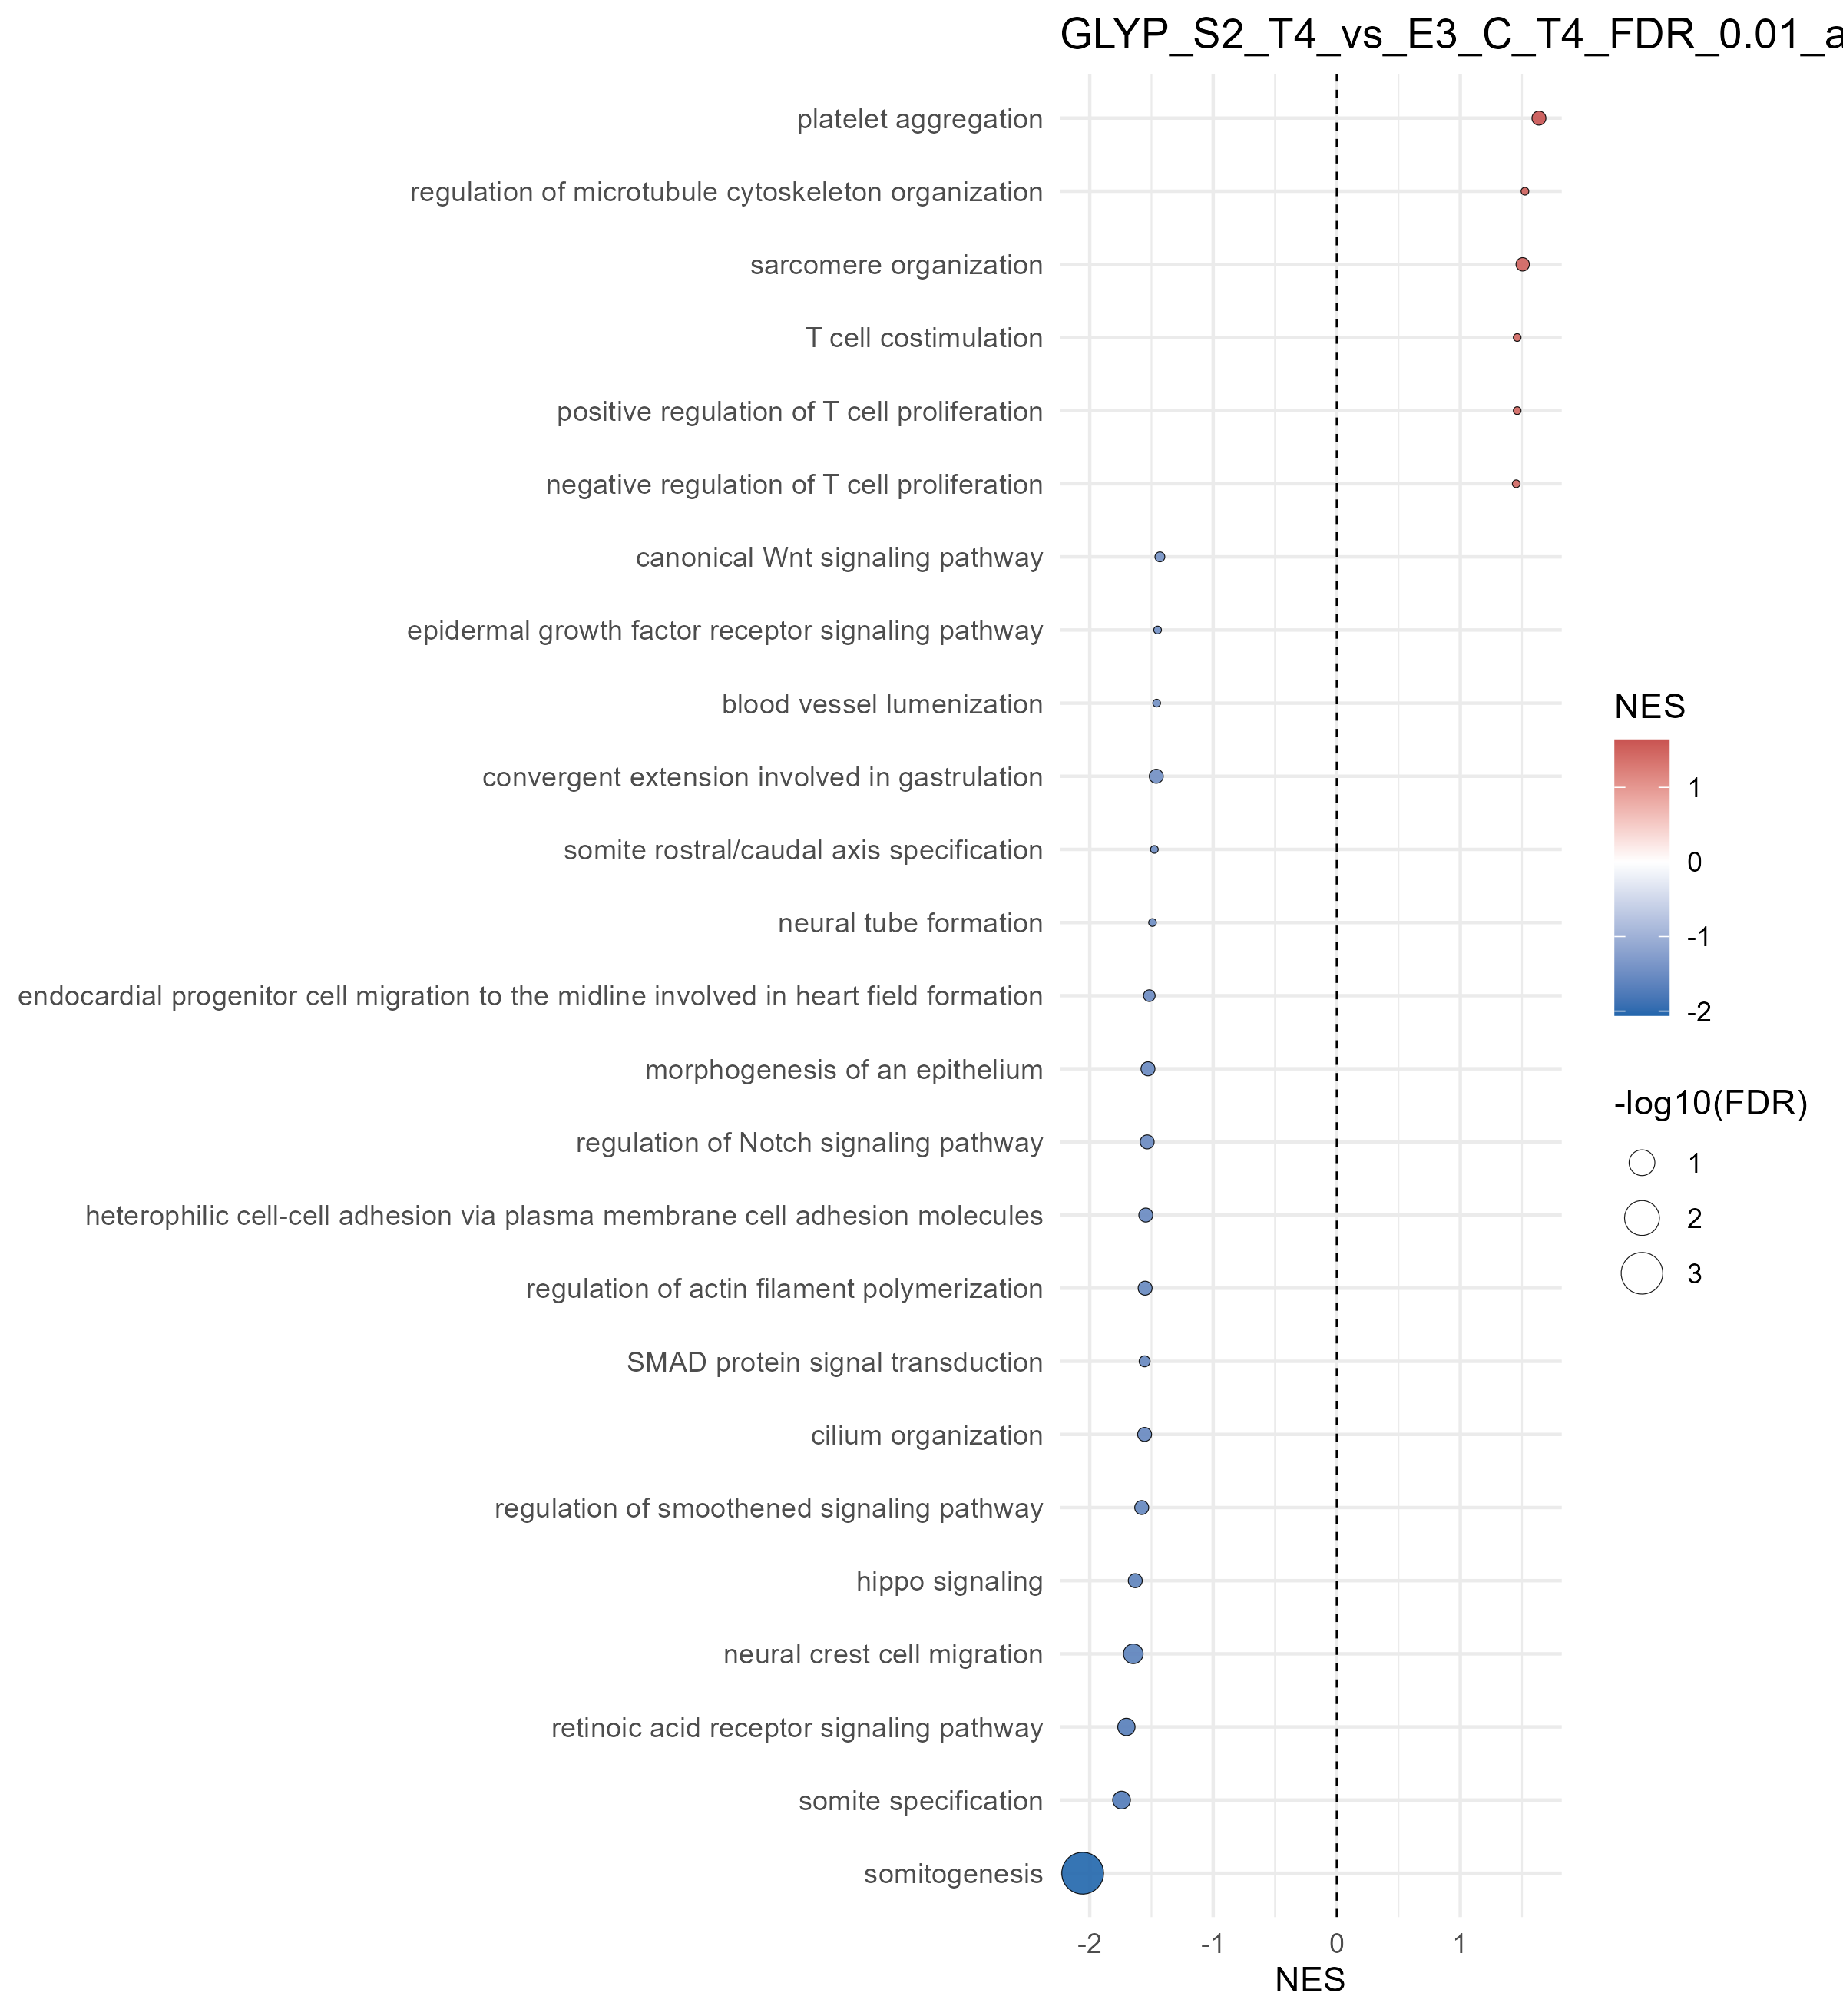 GLYP_S2_T4_vs_E3_C_T4_FDR_0.01_a
platelet aggregation
regulation of microtubule cytoskeleton organization
sarcomere organization
T cell costimulation
positive regulation of T cell proliferation
negative regulation of T cell proliferation
canonical Wnt signaling pathway
epidermal growth factor receptor signaling pathway
blood vessel lumenization
convergent extension involved in gastrulation
somite rostral/caudal axis specification
neural tube formation
endocardial progenitor cell migration to the midline involved in heart field formation
morphogenesis of an epithelium
regulation of Notch signaling pathway
heterophilic cell-cell adhesion via plasma membrane cell adhesion molecules
regulation of actin filament polymerization
SMAD protein signal transduction
cilium organization
regulation of smoothened signaling pathway
hippo signaling
neural crest cell migration
retinoic acid receptor signaling pathway
somite specification
somitogenesis
-2 -1 0 1
NES
NES
1
0
-1
-2
-log10(FDR)
1
2
3